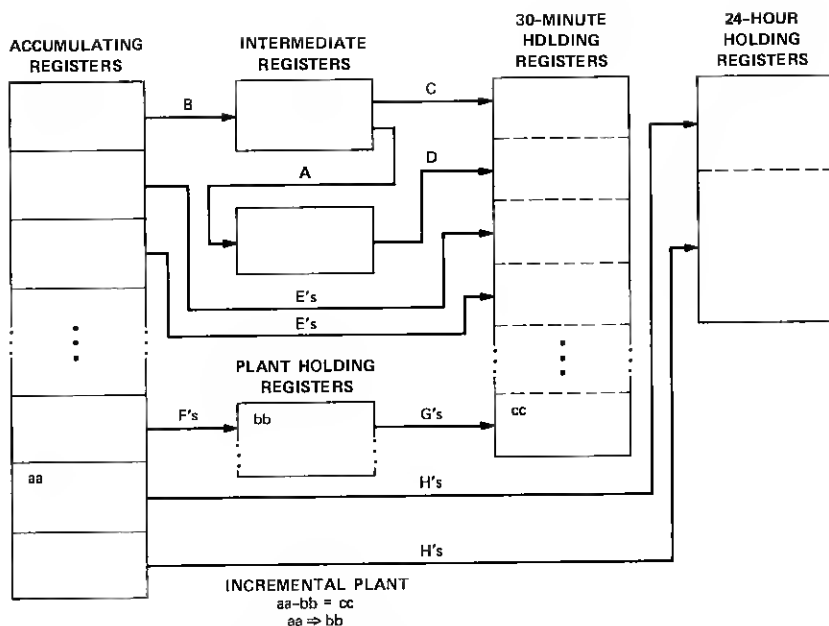 ACCUMULATING
REGISTERS
INTERMEDIATE
REGISTERS
30-MINUTE
HDLDING
REGISTERS
24-HOUR
HOLDING
REGISTERS
B
C
A
D
E's
E's
PLANT HOLDING
REGISTERS
F's
bb
G's
cc
aa
H's
H's
INCREMENTAL PLANT
aa-bb = cc
aa ⇒ bb